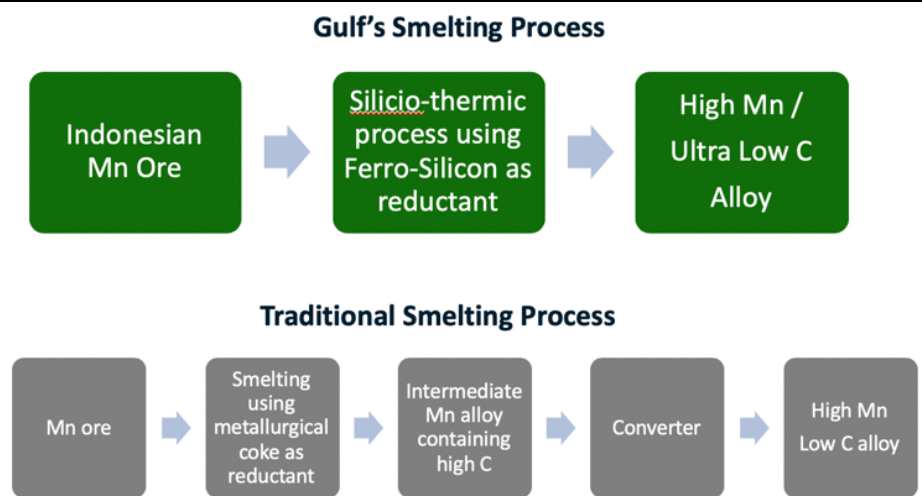 Gulf's Smelting Process
Indonesian
Mn Ore
Silicio-thermic
process using
Ferro-Silicon as
reductant
High Mn /
Ultra Low C
Alloy
Traditional Smelting Process
Mn ore
Smelting
using
metallurgical
coke as
reductant
Intermediate
Mn alloy
containing
high C
Converter
High Mn
Low C alloy